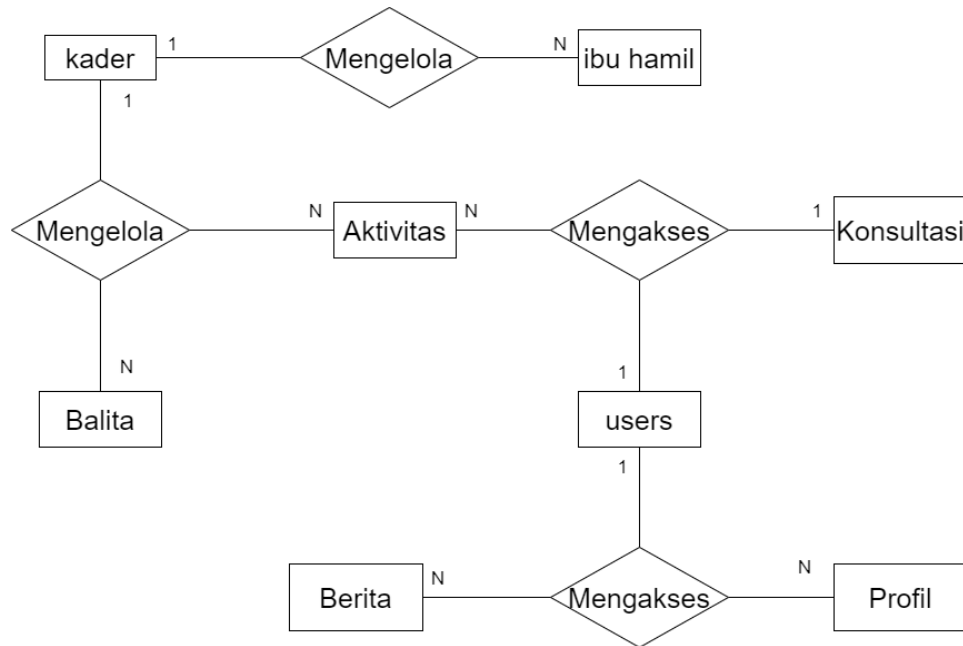 kader
1
Mengelola
N
ibu hamil
1
Mengelola
N
Aktivitas
N
Mengakses
1
Konsultasi
N
Balita
1
users
1
Berita
N
Mengakses
N
Profil